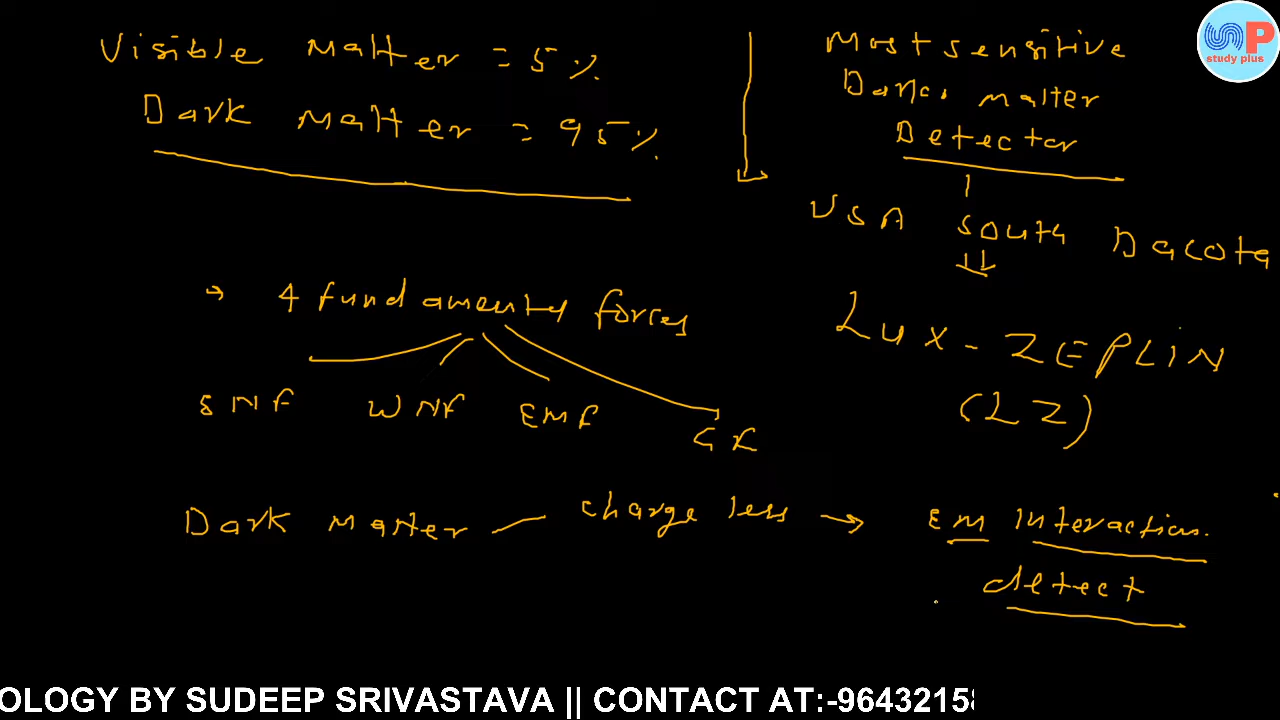 Visible Matter = 5%
Dark Matter = 95%
Most sensitive
Dark matter
Detector
USA South Dacota
Lux-ZEPLIN
(LZ)
→ 4 fundamental forces
SNF WNF EMF GF
Dark Matter — charge less → EM Interaction.
detect
SP
study plus
OLOGY BY SUDEEP SRIVASTAVA || CONTACT AT:-96432158